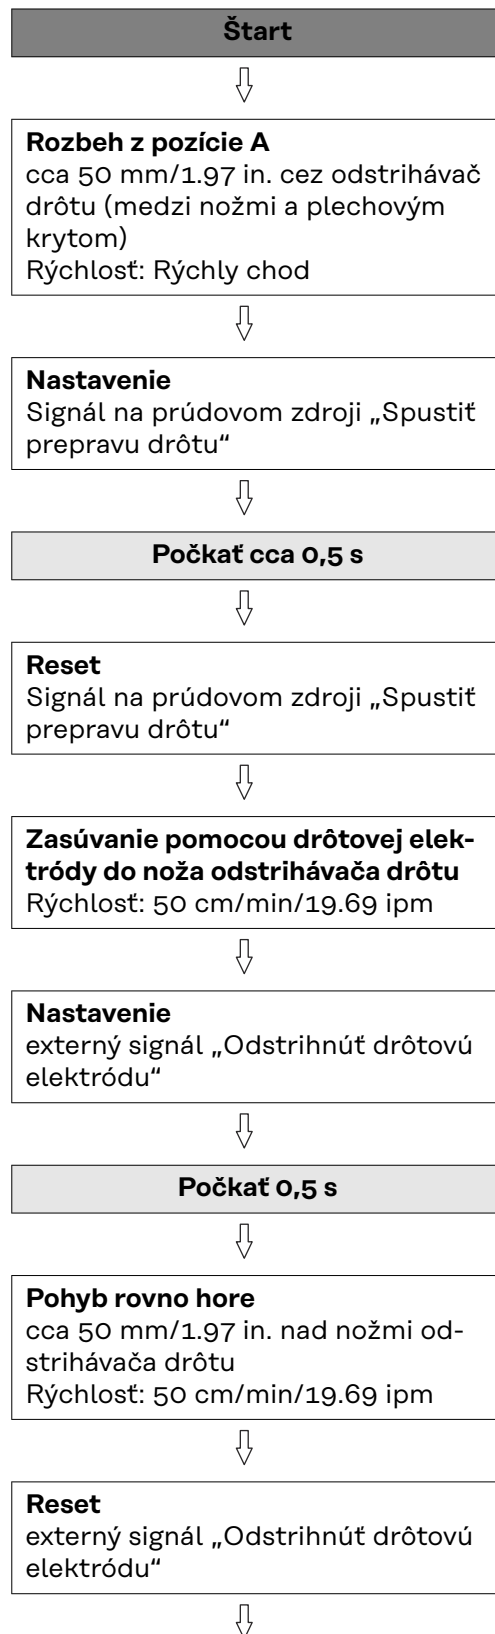 Štart
Rozbeh z pozície A
cca 50 mm/1.97 in. cez odstrihávač
drôtu (medzi nožmi a plechovým
krytom)
Rýchlosť: Rýchly chod
Nastavenie
Signál na prúdovom zdroji „Spustiť
prepravu drôtu“
Počkať cca 0,5 s
Reset
Signál na prúdovom zdroji „Spustiť
prepravu drôtu“
Zasúvanie pomocou drôtovej elek-
tródy do noža odstrihávača drôtu
Rýchlosť: 50 cm/min/19.69 ipm
Nastavenie
externý signál „Odstrihnúť drôtovú
elektródu“
Počkať 0,5 s
Pohyb rovno hore
cca 50 mm/1.97 in. nad nožmi od-
strihávača drôtu
Rýchlosť: 50 cm/min/19.69 ipm
Reset
externý signál „Odstrihnúť drôtovú
elektródu“